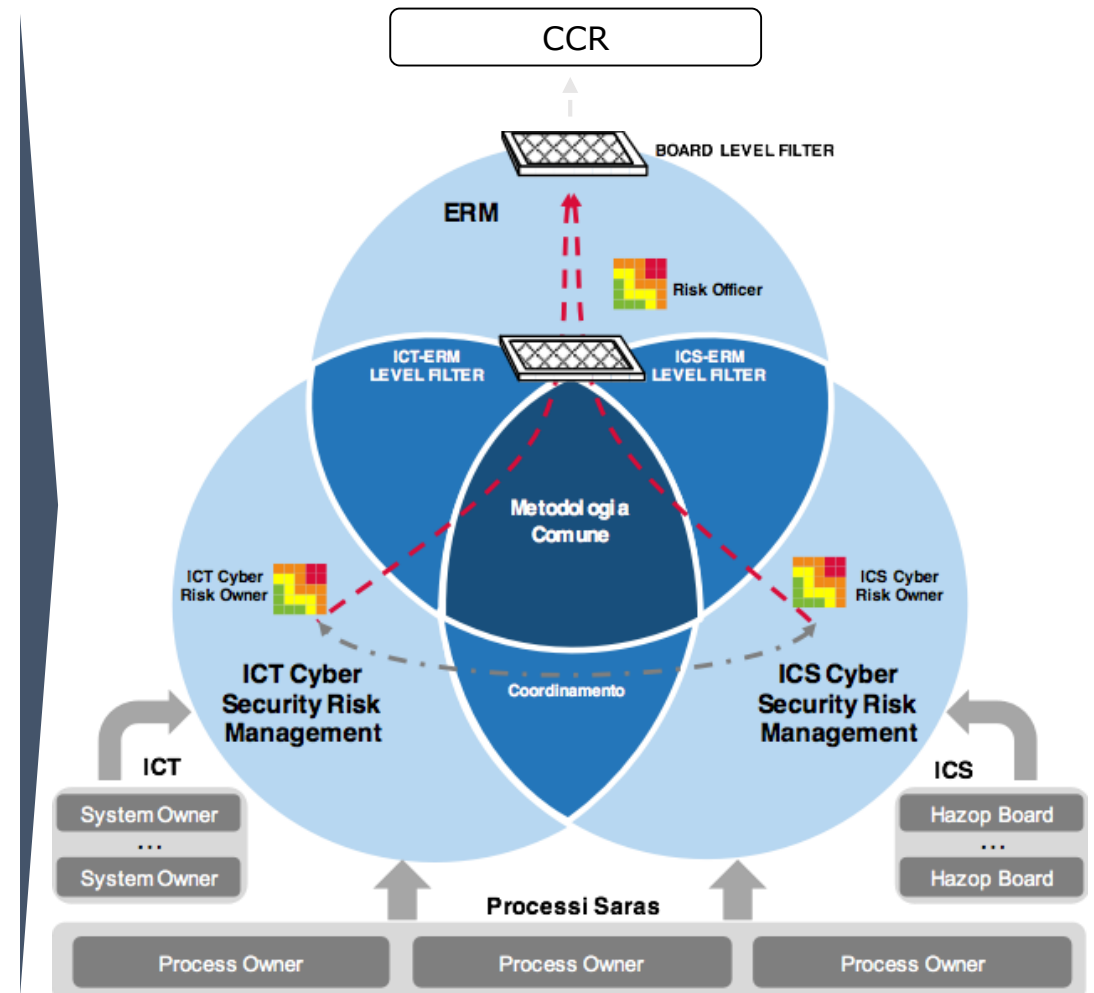 CCR
BOARD LEVEL FILTER
ERM
Risk Officer
ICT-ERM
LEVEL FILTER
ICS-ERM
LEVEL FILTER
Metodologia
Comune
ICT Cyber
Risk Owner
ICS Cyber
Risk Owner
ICT Cyber
Security Risk
Management
Coordinamento
ICS Cyber
Security Risk
Management
ICT
ICS
System Owner
...
System Owner
Hazop Board
...
Hazop Board
Processi Saras
Process Owner
Process Owner
Process Owner